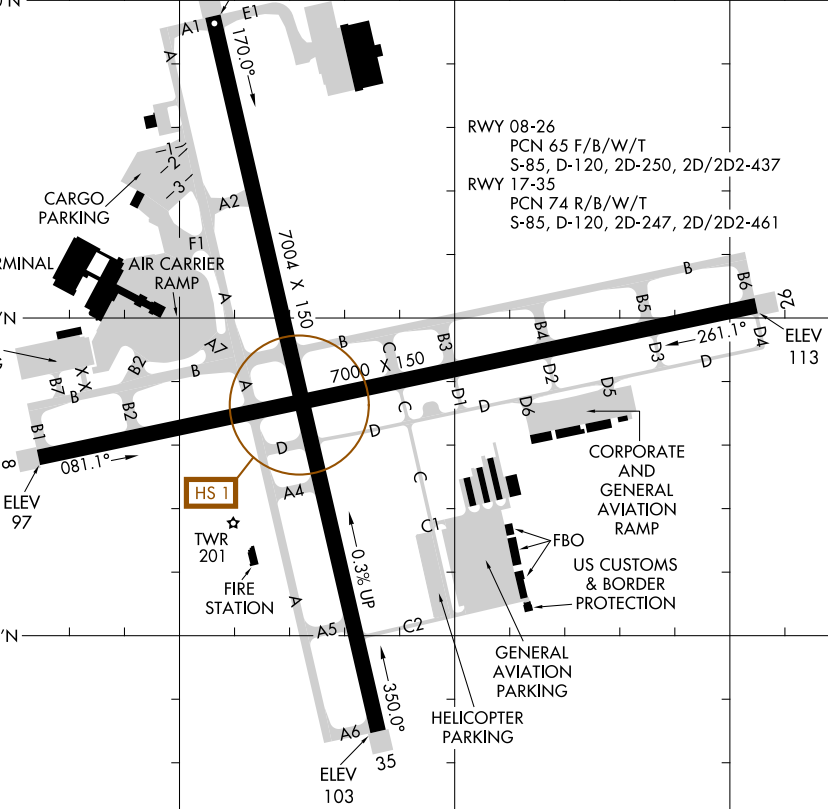 'N
A1
E1
A
170.0°
RWY 08-26
PCN 65 F/B/W/T
S-85, D-120, 2D-250, 2D/2D2-437
RWY 17-35
PCN 74 R/B/W/T
S-85, D-120, 2D-247, 2D/2D2-461
1
2
3
CARGO
PARKING
A2
F1
RMINAL
AIR CARRIER
RAMP
7004 X 150
A
B
B6
26
B5
'N
ELEV
113
261.1°
D4
B
C
B3
B4
A7
7000 X 150
D3
D
G
B2
B
X
X
B7
A
B
B2
B1
C
D1
D
D2
D6
D5
D
D
8
081.1°
ELEV
97
HS 1
A4
C
CORPORATE
AND
GENERAL
AVIATION
RAMP
TWR
201
C1
FBO
0.3% UP
FIRE
STATION
US CUSTOMS
& BORDER
PROTECTION
A
'N
A5
C2
GENERAL
AVIATION
PARKING
350.0°
HELICOPTER
PARKING
A6
35
ELEV
103